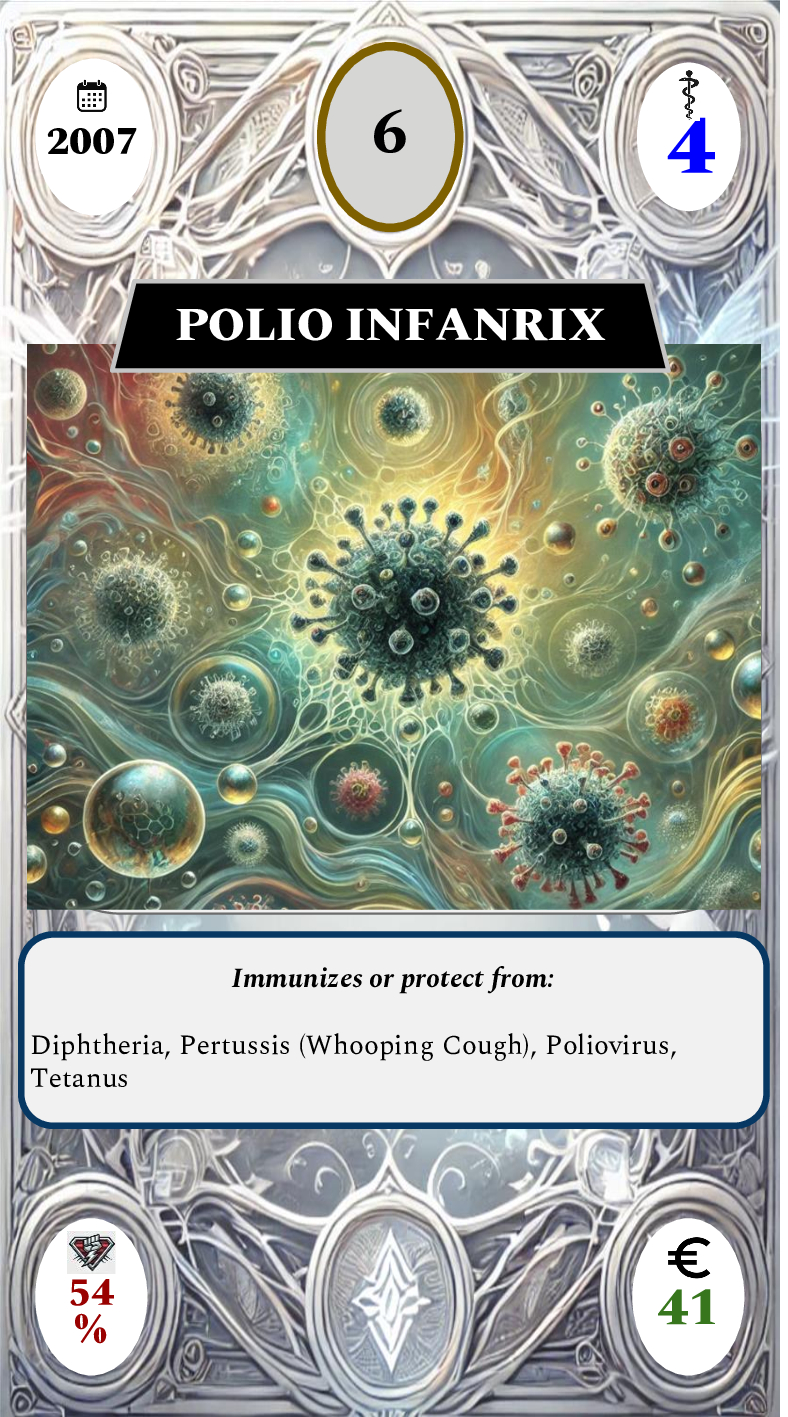 2007
6
4
POLIO INFANRIX
Immunizes or protect from:
Diphtheria, Pertussis (Whooping Cough), Poliovirus,
Tetanus
54
%
€
41